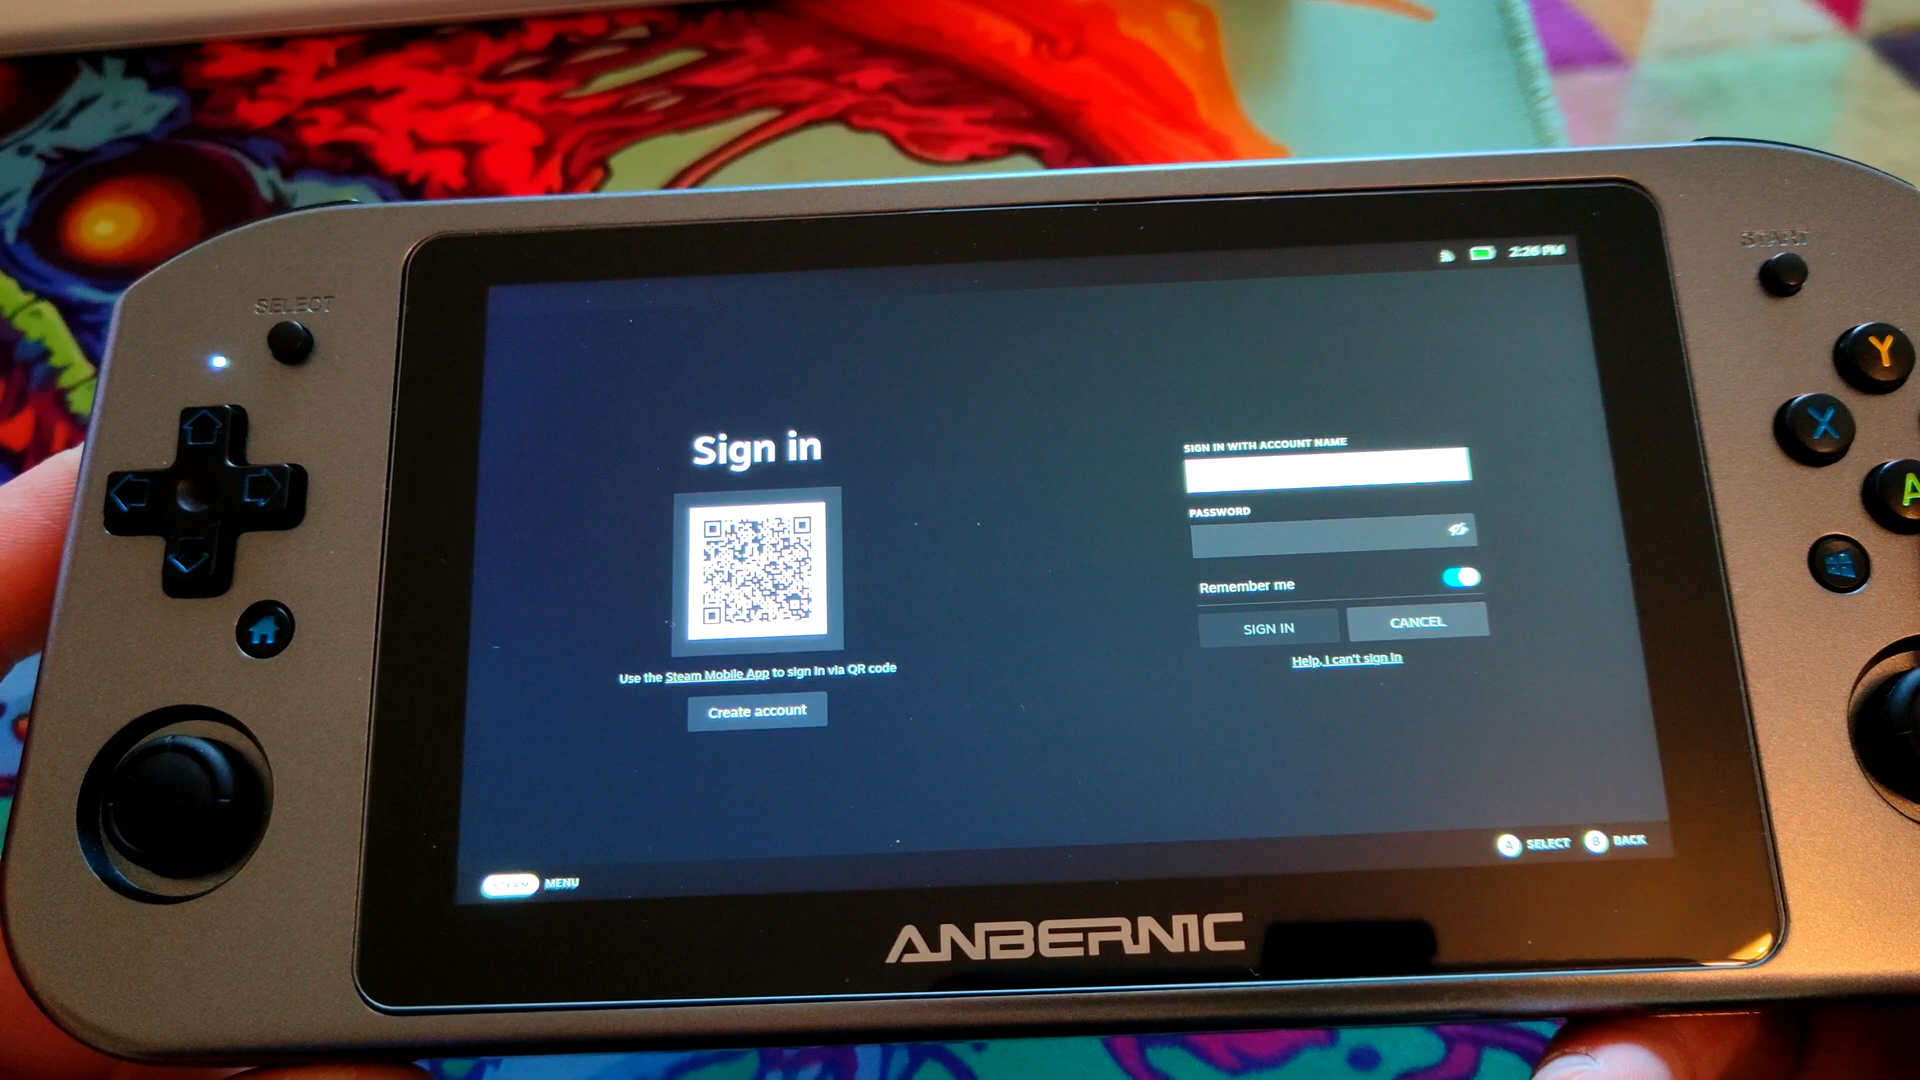 SELECT
START
2:26 PM
Y
X
A
Sign in
SIGN IN WITH ACCOUNT NAME
PASSWORD
Remember me
SIGN IN
CANCEL
Help, I can't sign in
Use the Steam Mobile App to sign in via QR code
Create account
STEAM MENU
A SELECT B BACK
ANBERNIC